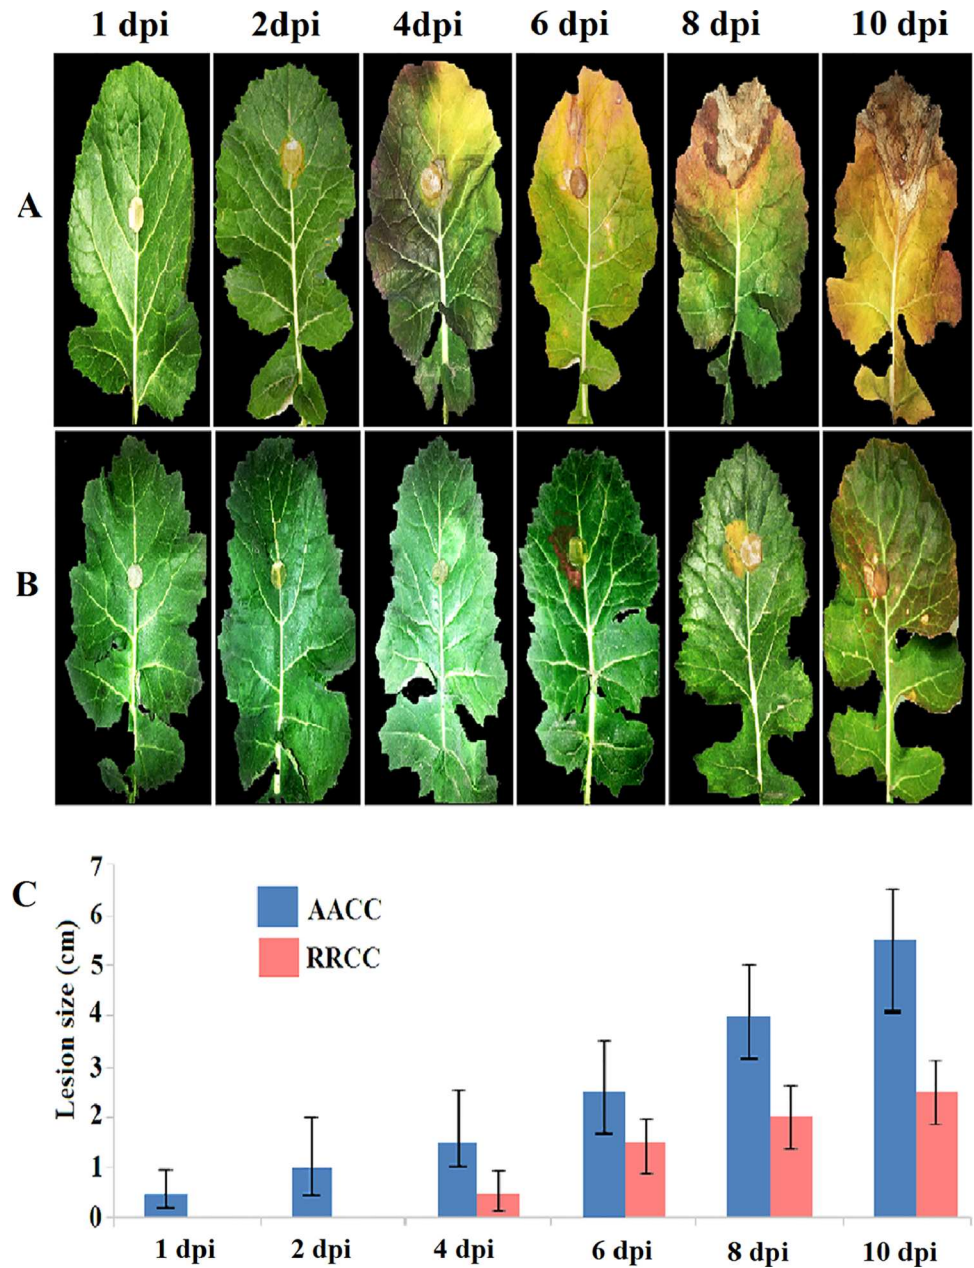 1 dpi 2dpi 4dpi 6 dpi 8 dpi 10 dpi
A
B
C
7
6
5
4
3
2
1
0
Lesion size (cm)
AACC
RRCC
1 dpi 2 dpi 4 dpi 6 dpi 8 dpi 10 dpi